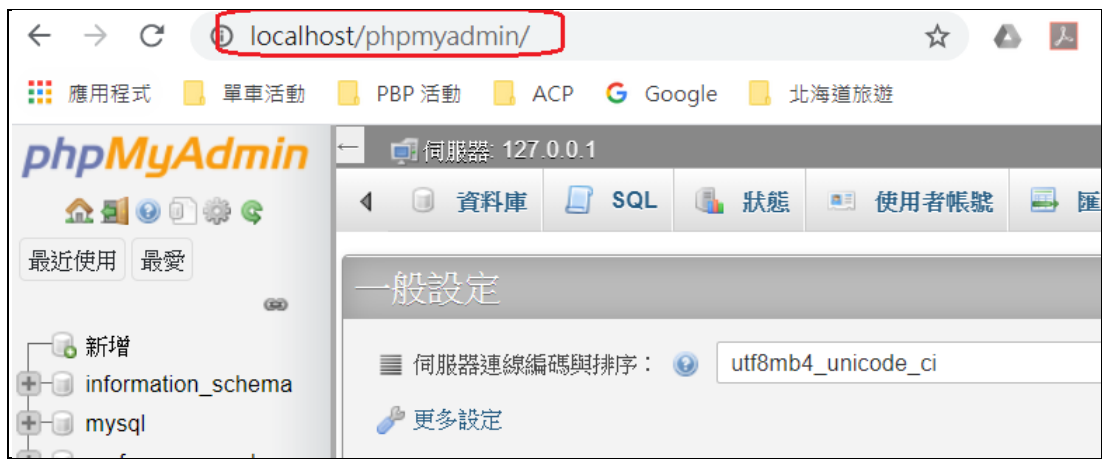 localhost/phpmyadmin/
應用程式 單車活動 PBP 活動 ACP Google 北海道旅遊
phpMyAdmin
伺服器: 127.0.0.1
資料庫 SQL 狀態 使用者帳號 匯
最近使用 最愛
一般設定
新增
伺服器連線編碼與排序： utf8mb4_unicode_ci
information_schema
更多設定
mysql